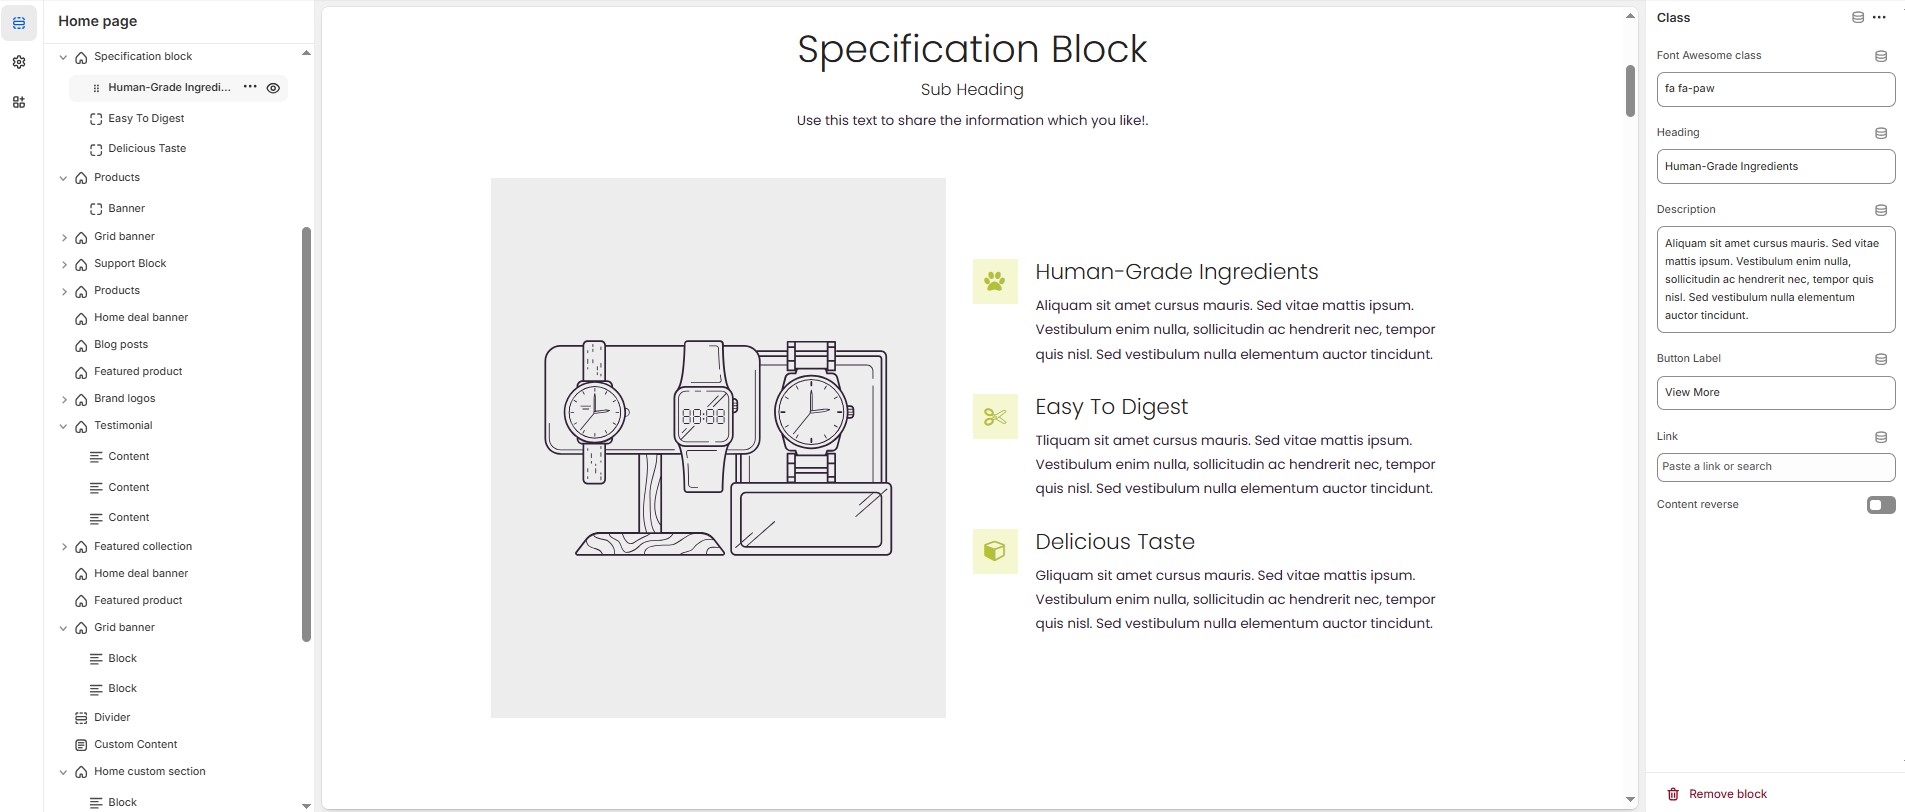 Home page
Specification block
Human-Grade Ingredi...
Easy To Digest
Delicious Taste
Products
Banner
Grid banner
Support Block
Products
Home deal banner
Blog posts
Featured product
Brand logos
Testimonial
Content
Content
Content
Featured collection
Home deal banner
Featured product
Grid banner
Block
Block
Divider
Custom Content
Home custom section
Block
Specification Block
Sub Heading
Use this text to share the information which you like!.
88:88
Human-Grade Ingredients
Aliquam sit amet cursus mauris. Sed vitae mattis ipsum.
Vestibulum enim nulla, sollicitudin ac hendrerit nec, tempor
quis nisl. Sed vestibulum nulla elementum auctor tincidunt.
Easy To Digest
Tliquam sit amet cursus mauris. Sed vitae mattis ipsum.
Vestibulum enim nulla, sollicitudin ac hendrerit nec, tempor
quis nisl. Sed vestibulum nulla elementum auctor tincidunt.
Delicious Taste
Gliquam sit amet cursus mauris. Sed vitae mattis ipsum.
Vestibulum enim nulla, sollicitudin ac hendrerit nec, tempor
quis nisl. Sed vestibulum nulla elementum auctor tincidunt.
Class
Font Awesome class
fa fa-paw
Heading
Human-Grade Ingredients
Description
Aliquam sit amet cursus mauris. Sed vitae
mattis ipsum. Vestibulum enim nulla,
sollicitudin ac hendrerit nec, tempor quis
nisl. Sed vestibulum nulla elementum
auctor tincidunt.
Button Label
View More
Link
Paste a link or search
Content reverse
Remove block